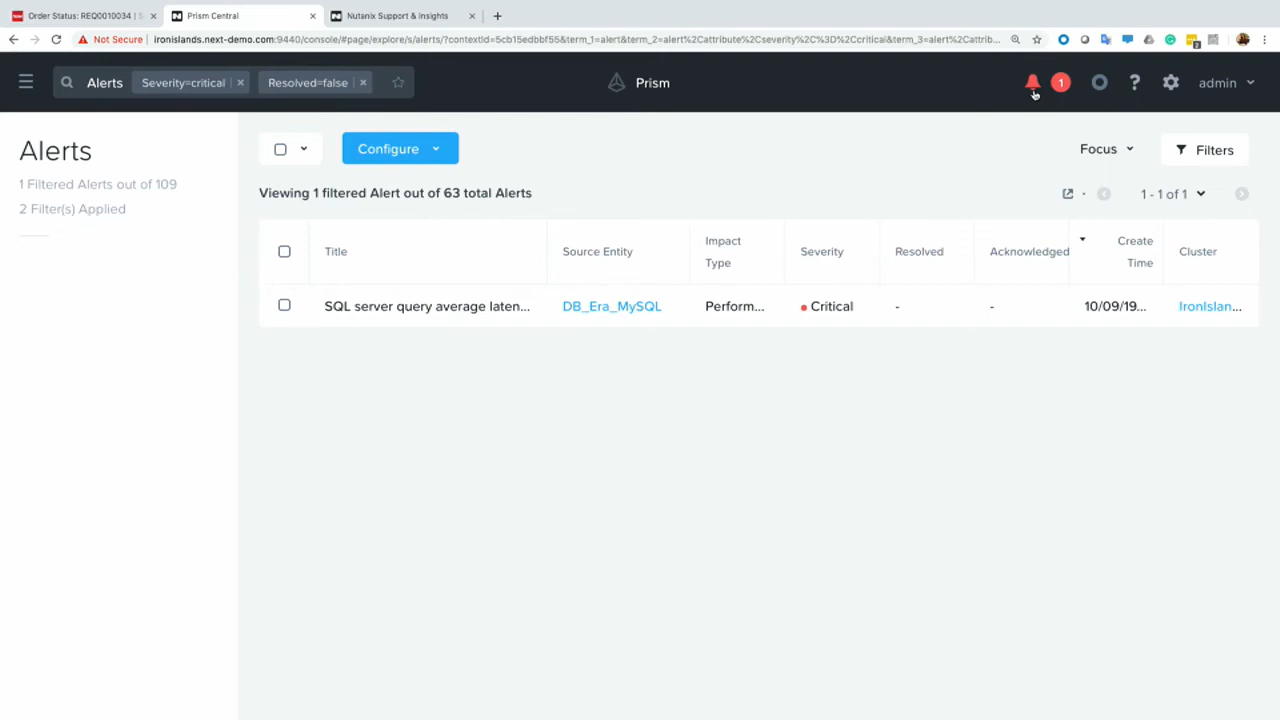 Order Status: REQ0010034 | S
Prism Central
Nutanix Support & Insights
Not Secure
ironislands.next-demo.com:9440/console/#page/explore/s/alerts/?contextId=5cb15edbbf55&term_1=alert&term_2=alert%2Cattribute%2Cseverity%2C%3D%2Ccritical&term_3=alert%2Cattrib...
Alerts
Severity=critical
Resolved=false
Prism
1
?
admin
Alerts
1 Filtered Alerts out of 109
2 Filter(s) Applied
Configure
Focus
Filters
Viewing 1 filtered Alert out of 63 total Alerts
1 - 1 of 1
Title
Source Entity
Impact
Type
Severity
Resolved
Acknowledged
Create
Time
Cluster
SQL server query average laten...
DB_Era_MySQL
Perform...
Critical
-
-
10/09/19...
IronIslan...